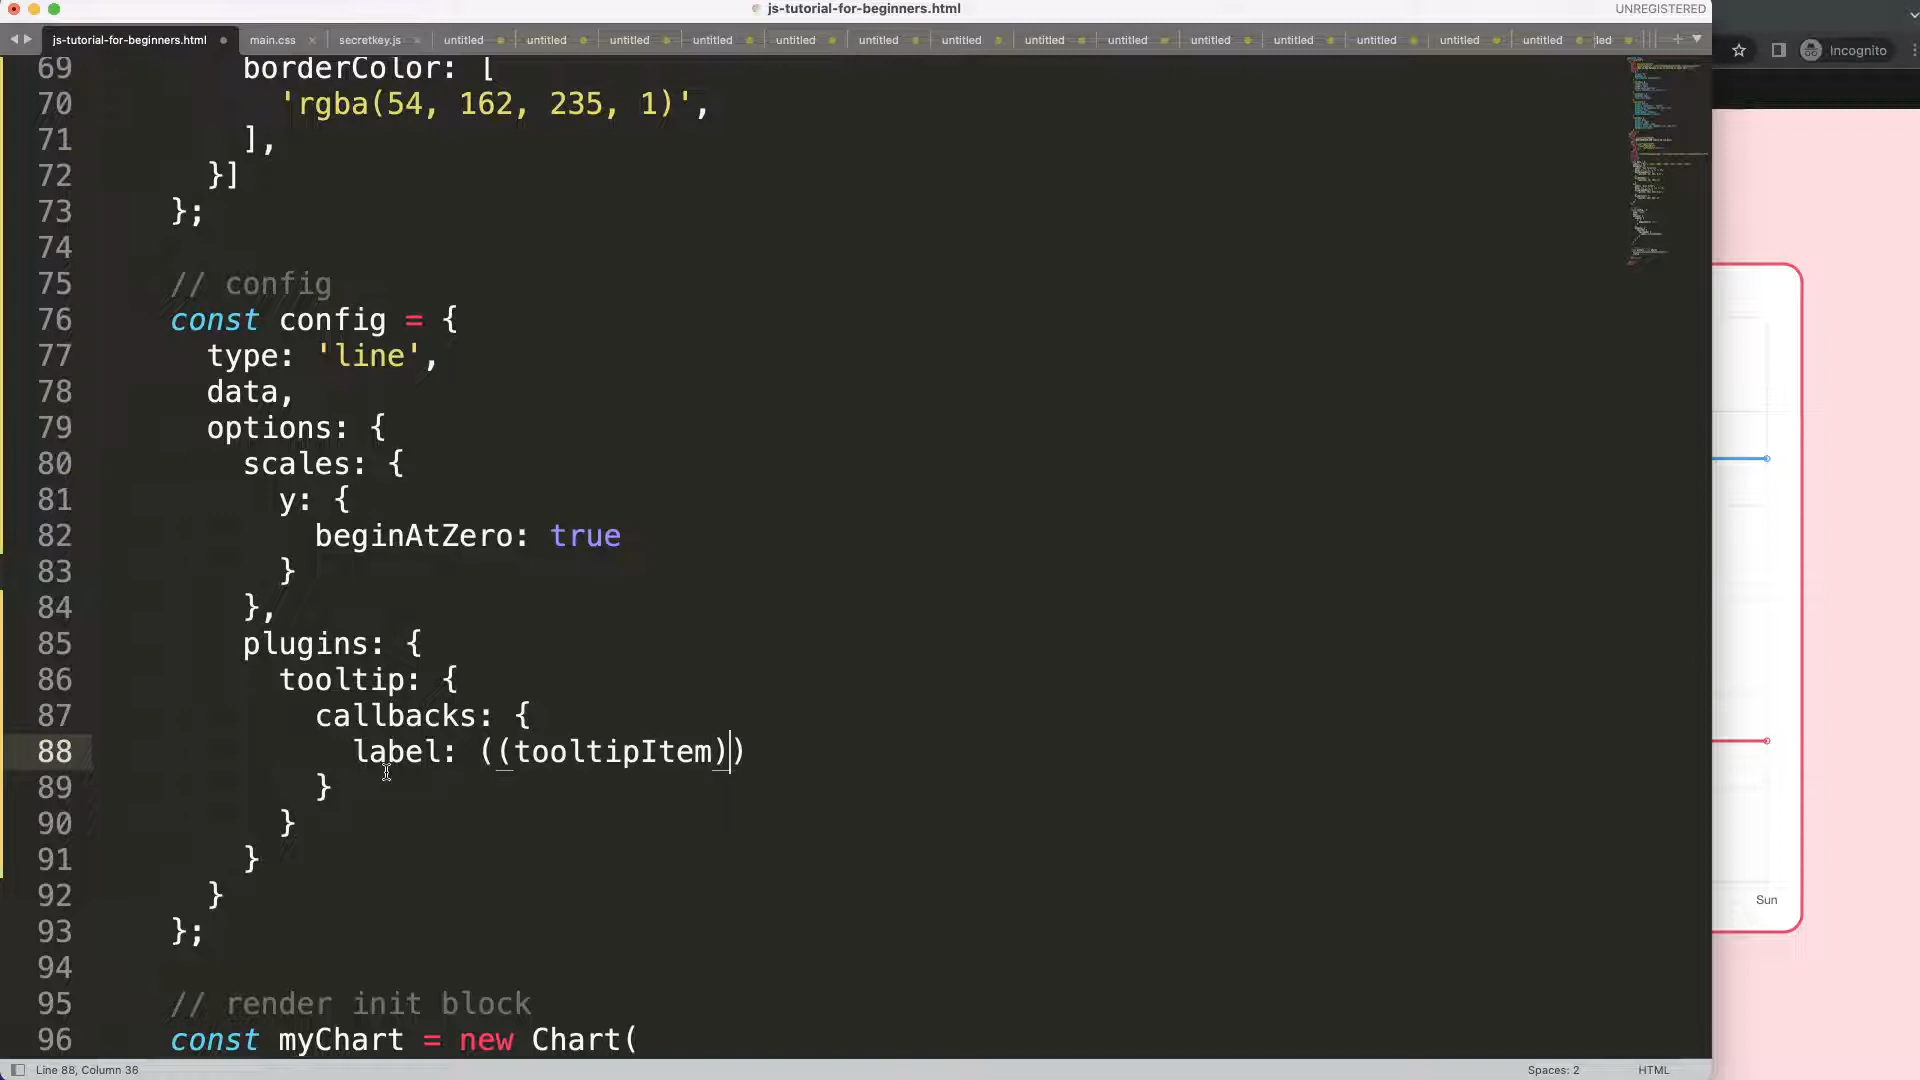 js-tutorial-for-beginners.html
UNREGISTERED
js-tutorial-for-beginners.html
main.css
secretkey.js
untitled
untitled
untitled
untitled
untitled
untitled
untitled
untitled
untitled
untitled
untitled
untitled
untitled
untitled
led
Incognito
69 borderColor: [
70 'rgba(54, 162, 235, 1)',
71 ],
72 }]
73 };
74
75 // config
76 const config = {
77 type: 'line',
78 data,
79 options: {
80 scales: {
81 y: {
82 beginAtZero: true
83 }
84 },
85 plugins: {
86 tooltip: {
87 callbacks: {
88 label: ((tooltipItem))
89 }
90 }
91 }
92 }
93 };
94
95 // render init block
96 const myChart = new Chart(
Sun
Line 88, Column 36
Spaces: 2
HTML